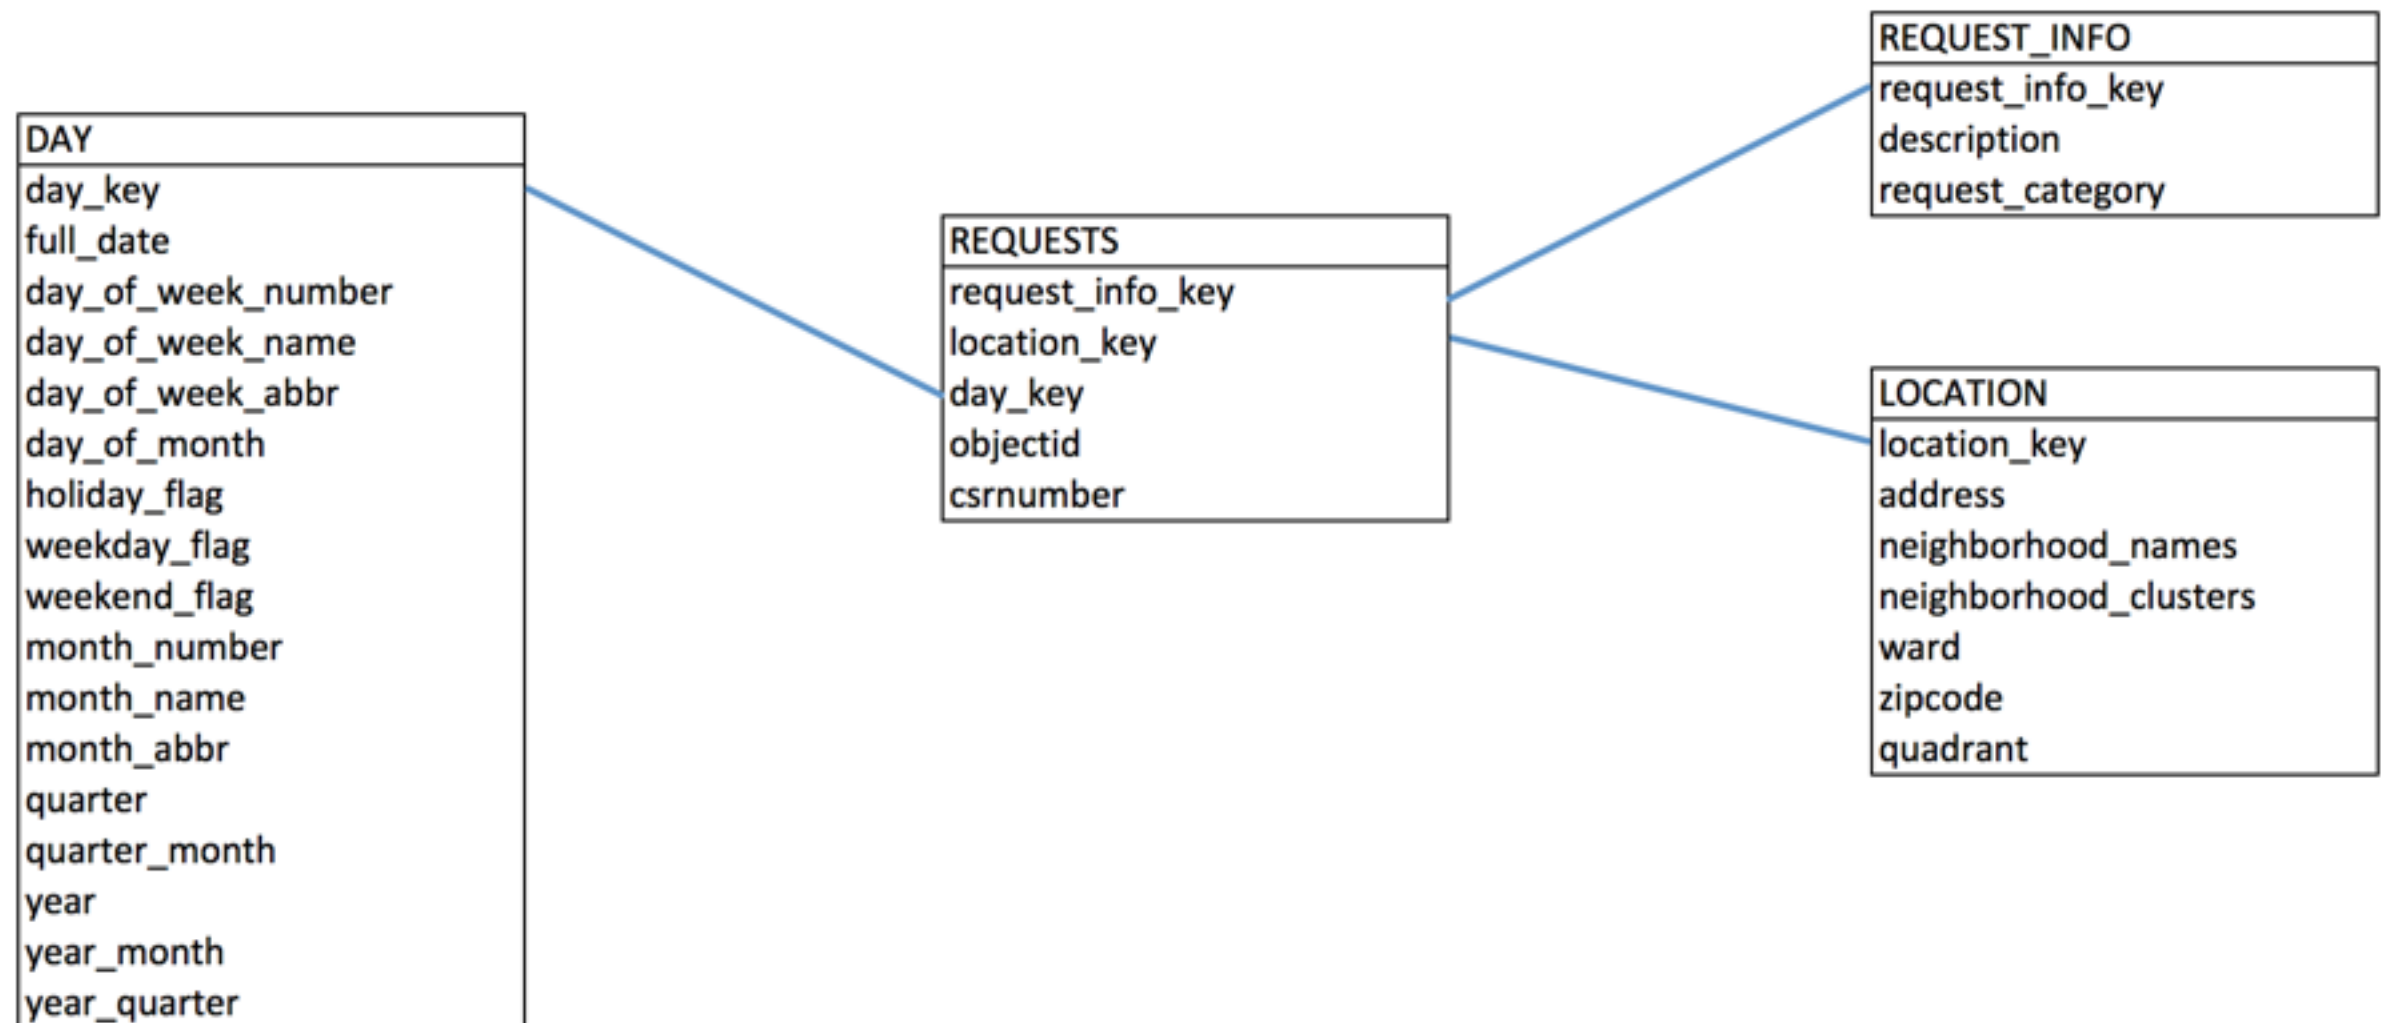 DAY
day_key
full_date
day_of_week_number
day_of_week_name
day_of_week_abbr
day_of_month
holiday_flag
weekday_flag
weekend_flag
month_number
month_name
month_abbr
quarter
quarter_month
year
year_month
year_quarter
REQUESTS
request_info_key
location_key
day_key
objectid
csrnumber
REQUEST_INFO
request_info_key
description
request_category
LOCATION
location_key
address
neighborhood_names
neighborhood_clusters
ward
zipcode
quadrant